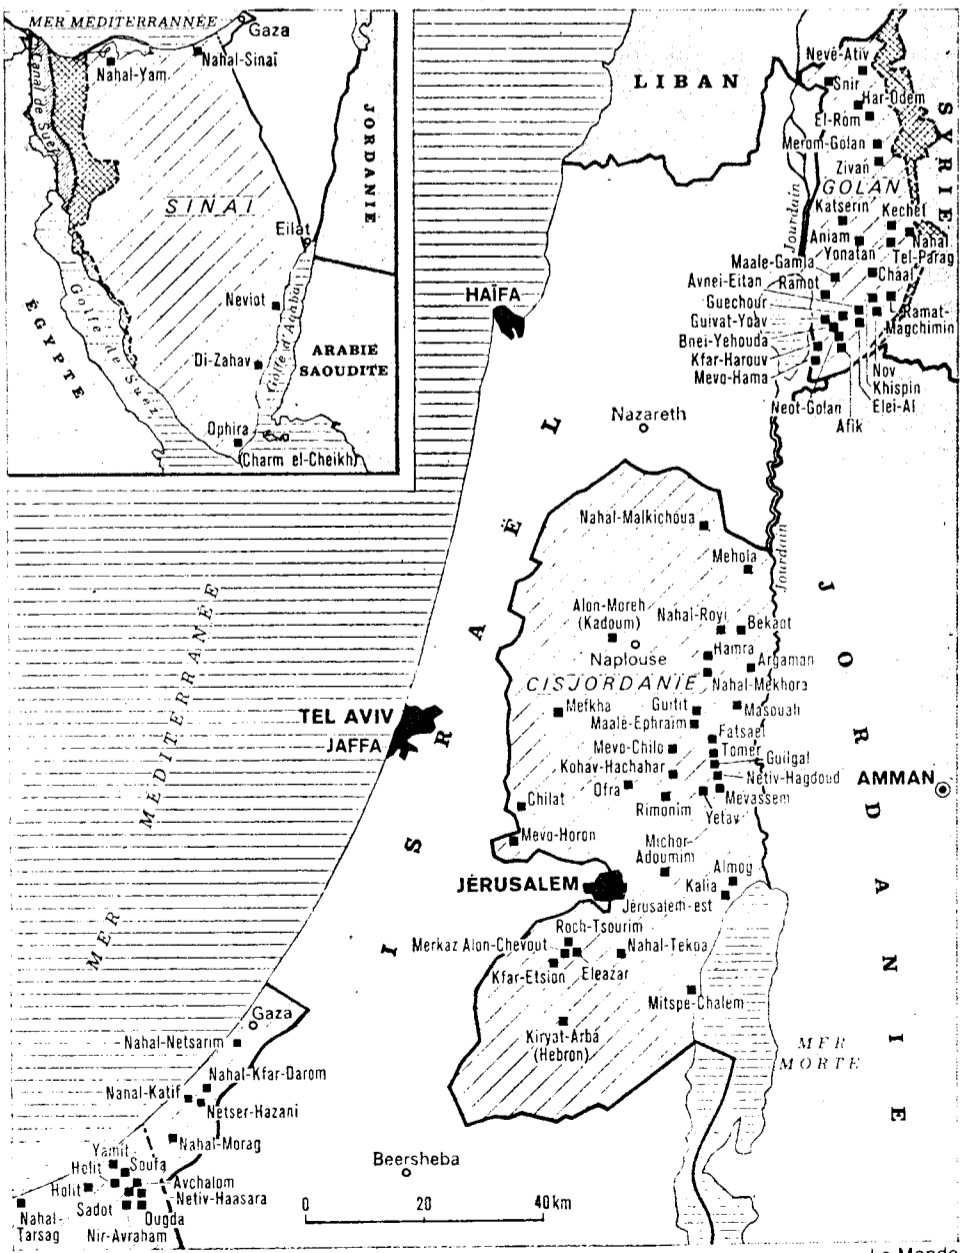 MER MEDITERRANNÉE
Gaza
Nahal-Yam
Nahal-Sinaï
Canal de Suez
JORDANIE
SINAI
Eilat
Neviot
Golfe d'Aqaba
Golfe de Suez
ÉGYPTE
Di-Zahav
ARABIE
SAOUDITE
Ophira
(Charm el-Cheikh)
LIBAN
SYRIE
Nevé-Ativ
Snir
Har-Odem
El-Rom
Merom-Golan
Zivan
GOLAN
Jourdain
Katserin
Kechet
Aniam
Yonatan
Nahal
Tel-Parag
Maale-Gamla
Chaal
Avnei-Eitan
Ramot
Guechour
Ramat-
Magchimin
Guivat-Yoav
Bnei-Yehouda
Kfar-Harouv
Mevo-Hama
Nov
Khispin
Elei-Al
Neot-Golan
Afik
HAÏFA
Nazareth
ISRAËL
Nahal-Malkichoua
Mehola
Jourdain
JORDANIE
Alon-Moreh
(Kadoum)
Nahal-Royi
Bekaot
Naplouse
Hamra
Argaman
CISJORDANIE
Nahal-Mekhora
Mefkha
Guitit
Masouah
Maalé-Ephraïm
Fatsael
Mevo-Chilo
Tomer
Guilgal
Kohav-Hachahar
Netiv-Hagdoud
Ofra
Rimonim
Mevassem
Yetav
Chilat
Mevo-Horon
AMMAN
TEL AVIV
JAFFA
MER MÉDITERRANÉE
Michor-
Adoumim
Almog
JÉRUSALEM
Kalia
Jérusalem-est
Roch-Tsourim
Merkaz Alon-Chevout
Nahal-Tekoa
Kfar-Etsion
Eleazar
Mitspe-Chalem
Kiryat-Arba
(Hebron)
MER
MORTE
Gaza
Nahal-Netsarim
Nahal-Kfar-Darom
Nanal-Katif
Netser-Hazani
Nahal-Morag
Yamit
Soufa
Holit
Avchalom
Holit
Netiv-Haasara
Sadot
Ougda
Nahal-
Tarsag
Nir-Avraham
Beersheba
0 20 40 km
Le Monde